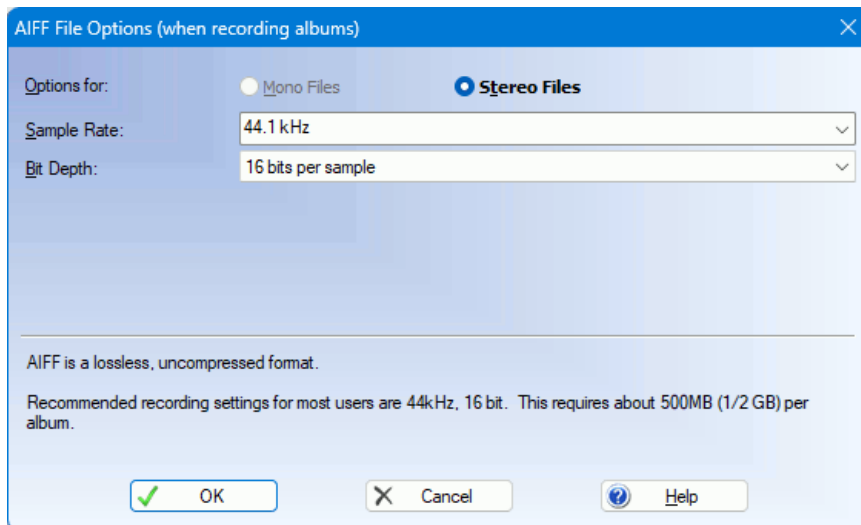 AIFF File Options (when recording albums)
Options for: Mono Files Stereo Files
Sample Rate: 44.1 kHz
Bit Depth: 16 bits per sample
AIFF is a lossless, uncompressed format.
Recommended recording settings for most users are 44kHz, 16 bit. This requires about 500MB (1/2 GB) per
album.
OK Cancel Help